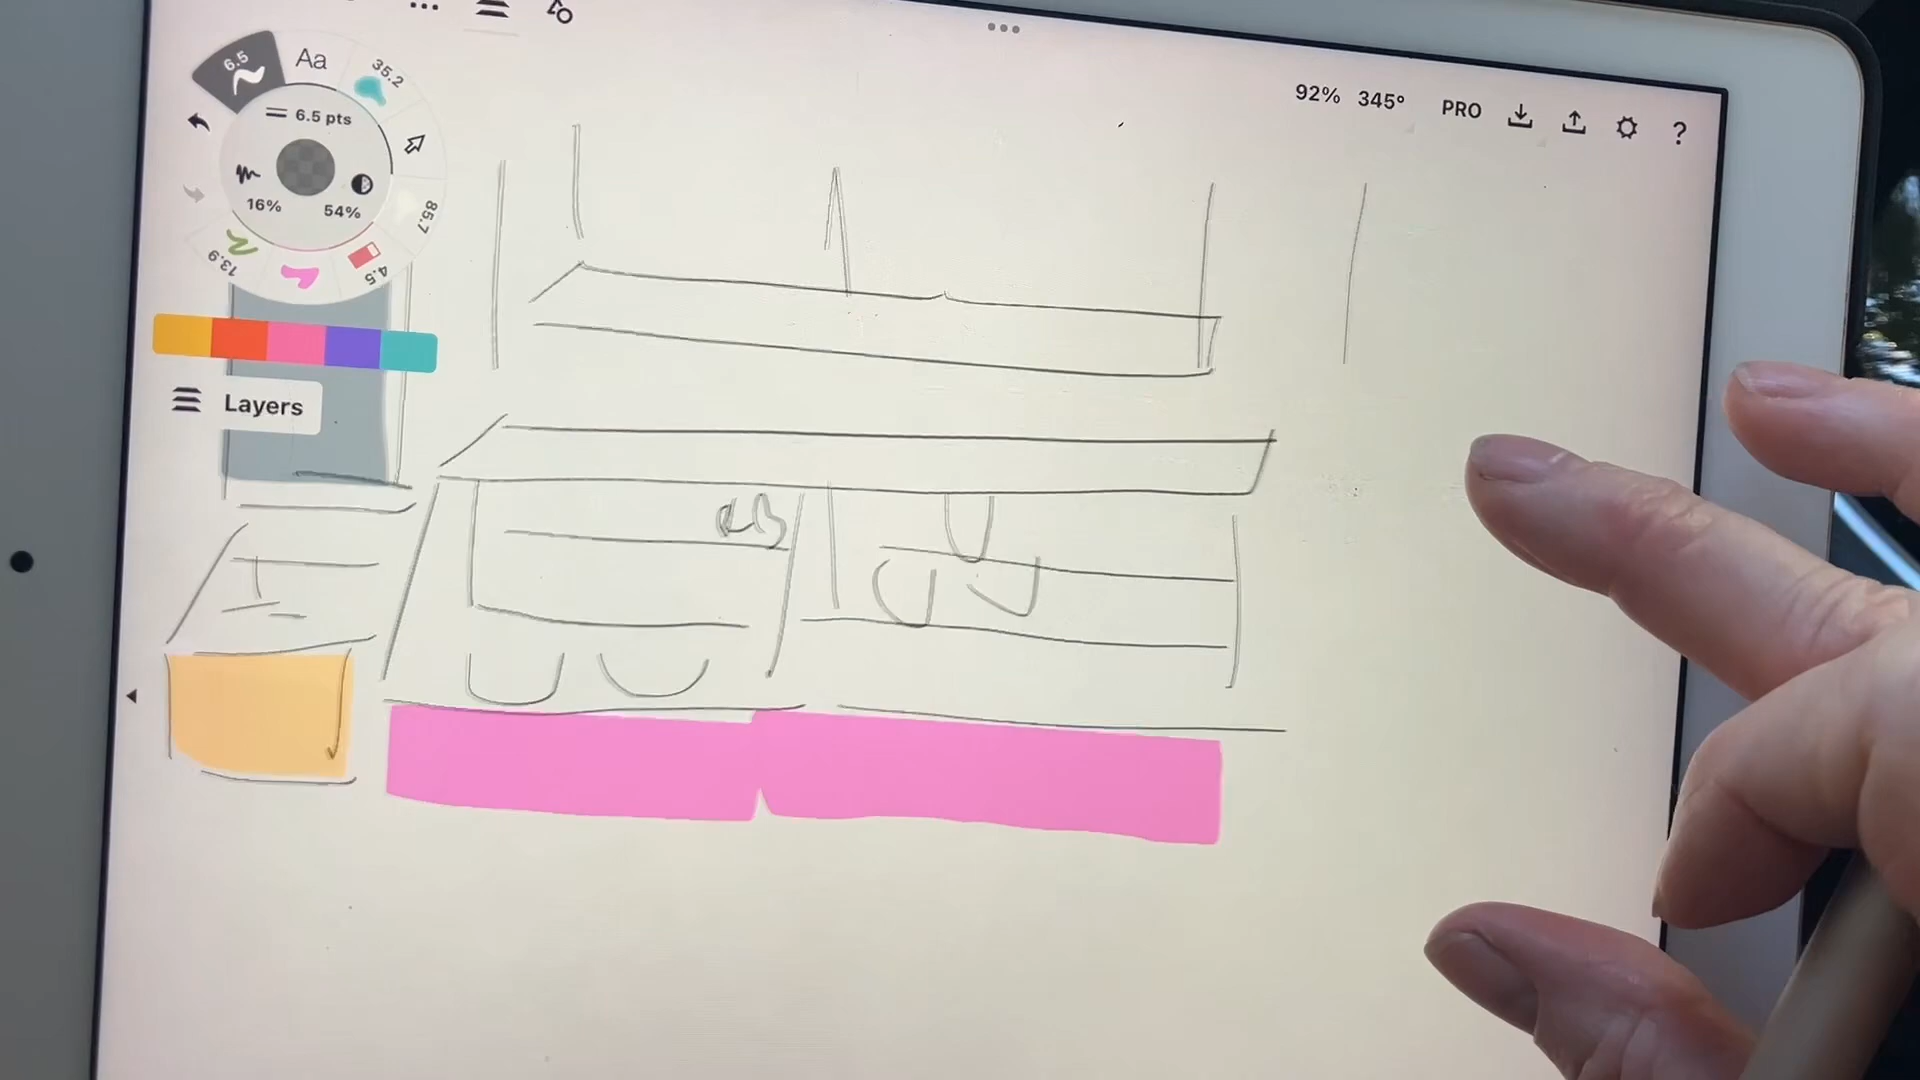 92% 345° PRO ?
6.5 Aa 35.2
6.5 pts
16% 54%
85.7
13.9 4.5
Layers